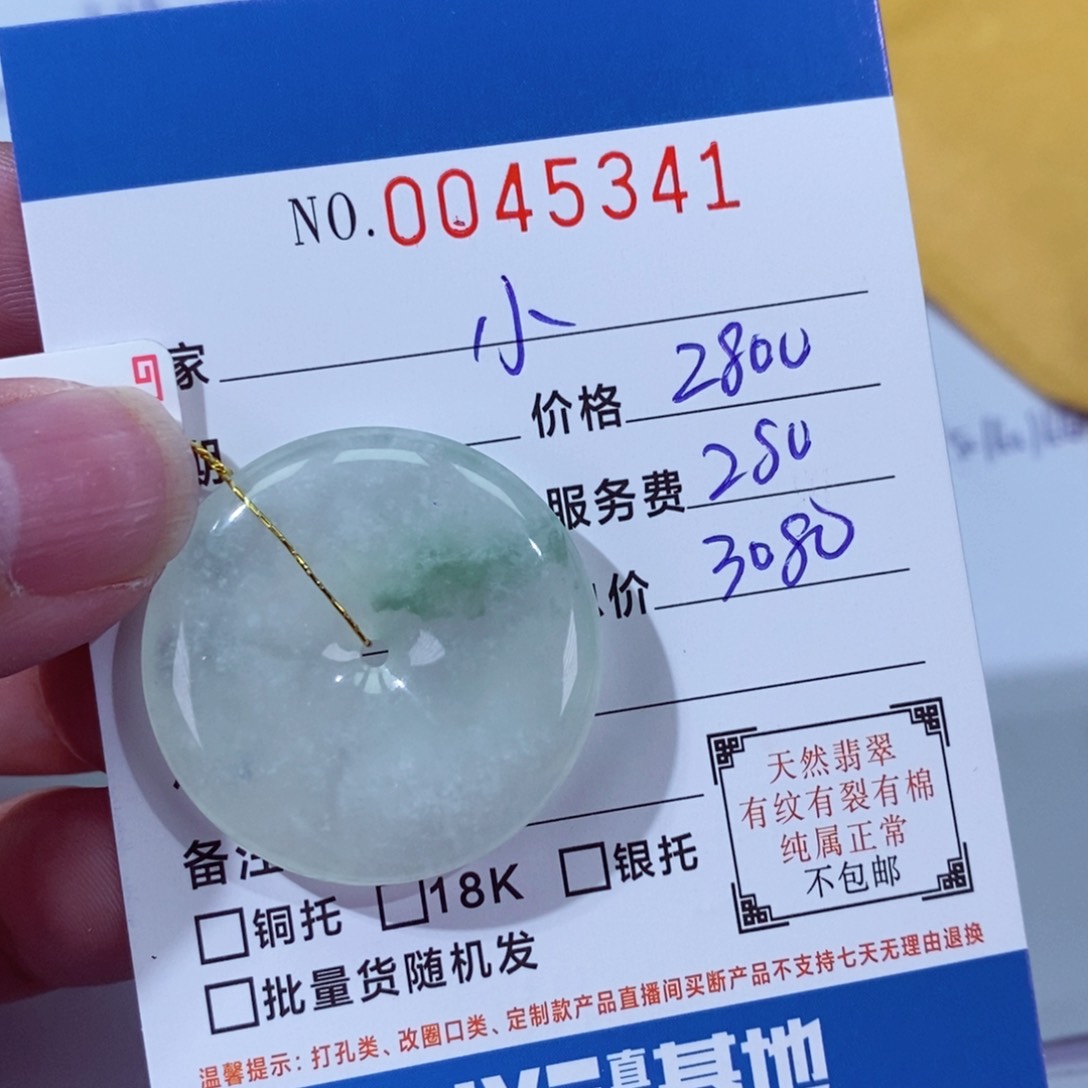 NO.0045341
家 小
价格 2800
服务费 280
价 3080
天然翡翠
有纹有裂有棉
纯属正常
不包邮
备注
□铜托 □18K □银托
□批量货随机发
温馨提示：打孔类、改圈口类、定制款产品直播间买断产品不支持七天无理由退换
基地